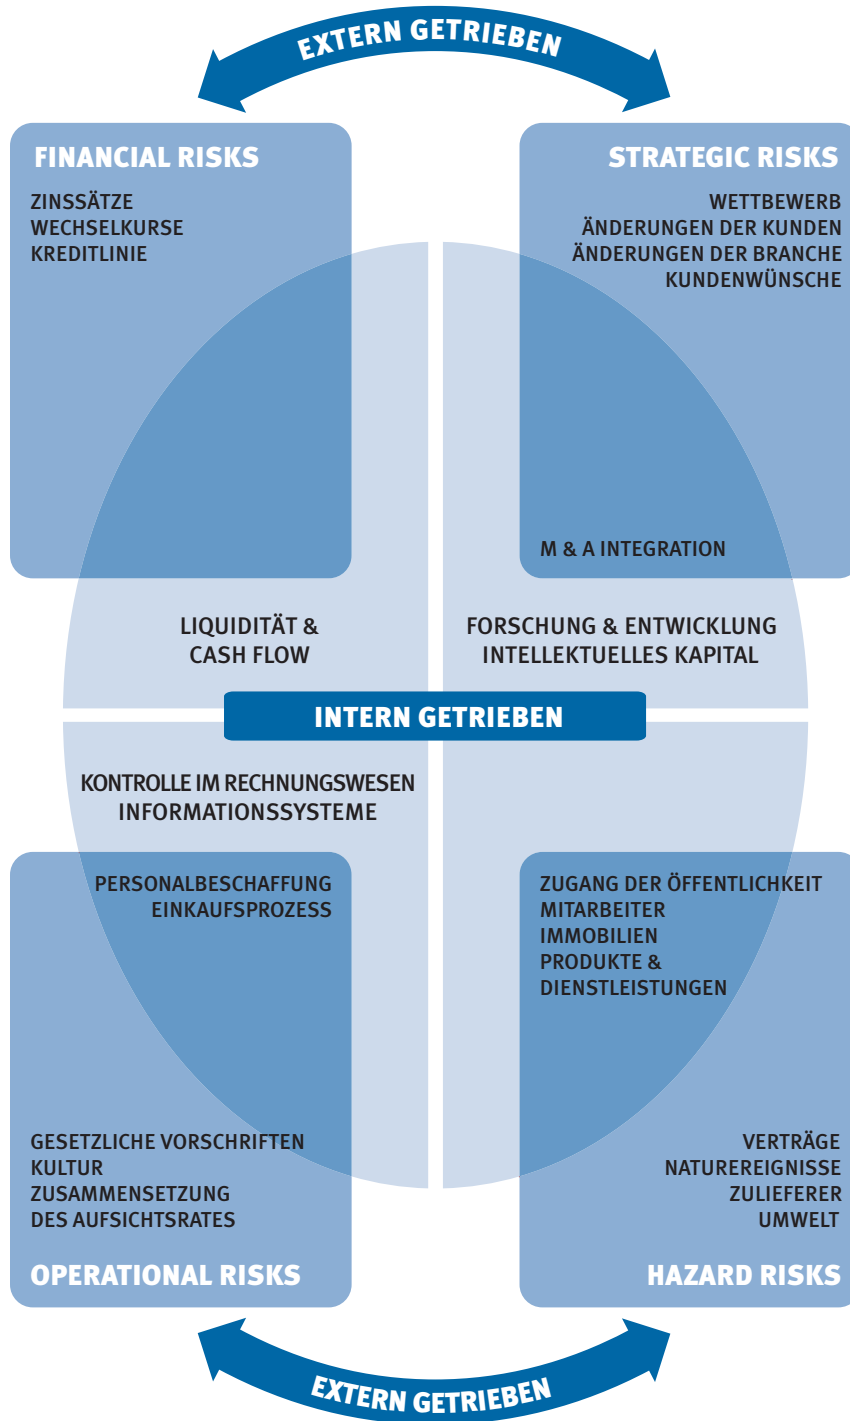 EXTERN GETRIEBEN
FINANCIAL RISKS
ZINSSÄTZE
WECHSELKURSE
KREDITLINIE
STRATEGIC RISKS
WETTBEWERB
ÄNDERUNGEN DER KUNDEN
ÄNDERUNGEN DER BRANCHE
KUNDENWÜNSCHE
M & A INTEGRATION
LIQUIDITÄT &
CASH FLOW
FORSCHUNG & ENTWICKLUNG
INTELLEKTUELLES KAPITAL
INTERN GETRIEBEN
KONTROLLE IM RECHNUNGSWESEN
INFORMATIONSSYSTEME
PERSONALBESCHAFFUNG
EINKAUFSPROZESS
GESETZLICHE VORSCHRIFTEN
KULTUR
ZUSAMMENSETZUNG
DES AUFSICHTSRATES
OPERATIONAL RISKS
ZUGANG DER ÖFFENTLICHKEIT
MITARBEITER
IMMOBILIEN
PRODUKTE &
DIENSTLEISTUNGEN
VERTRÄGE
NATUREREIGNISSE
ZULIEFERER
UMWELT
HAZARD RISKS
EXTERN GETRIEBEN